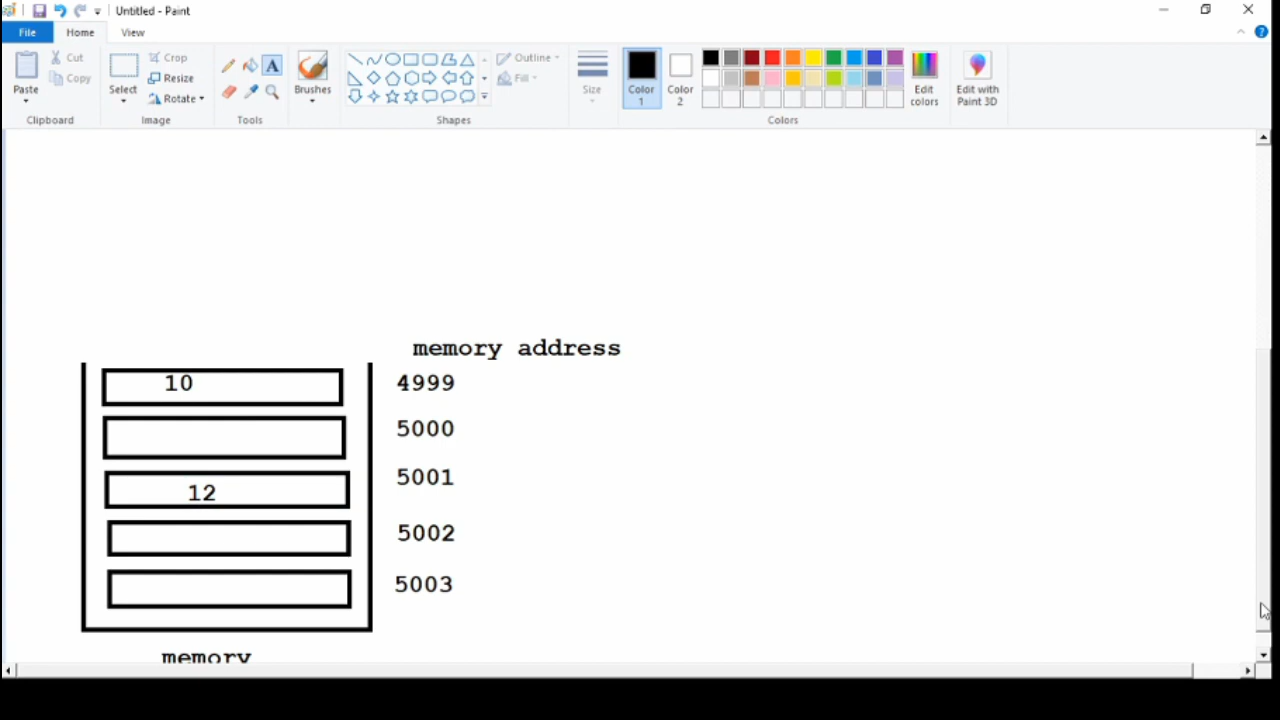 Untitled - Paint
File Home View
Paste
Cut
Copy
Clipboard
Select
Crop
Resize
Rotate
Image
A
Tools
Brushes
Outline
Fill
Shapes
Size
Color 1
Color 2
Edit colors
Colors
Edit with Paint 3D
memory address
10 4999
5000
12 5001
5002
5003
memory